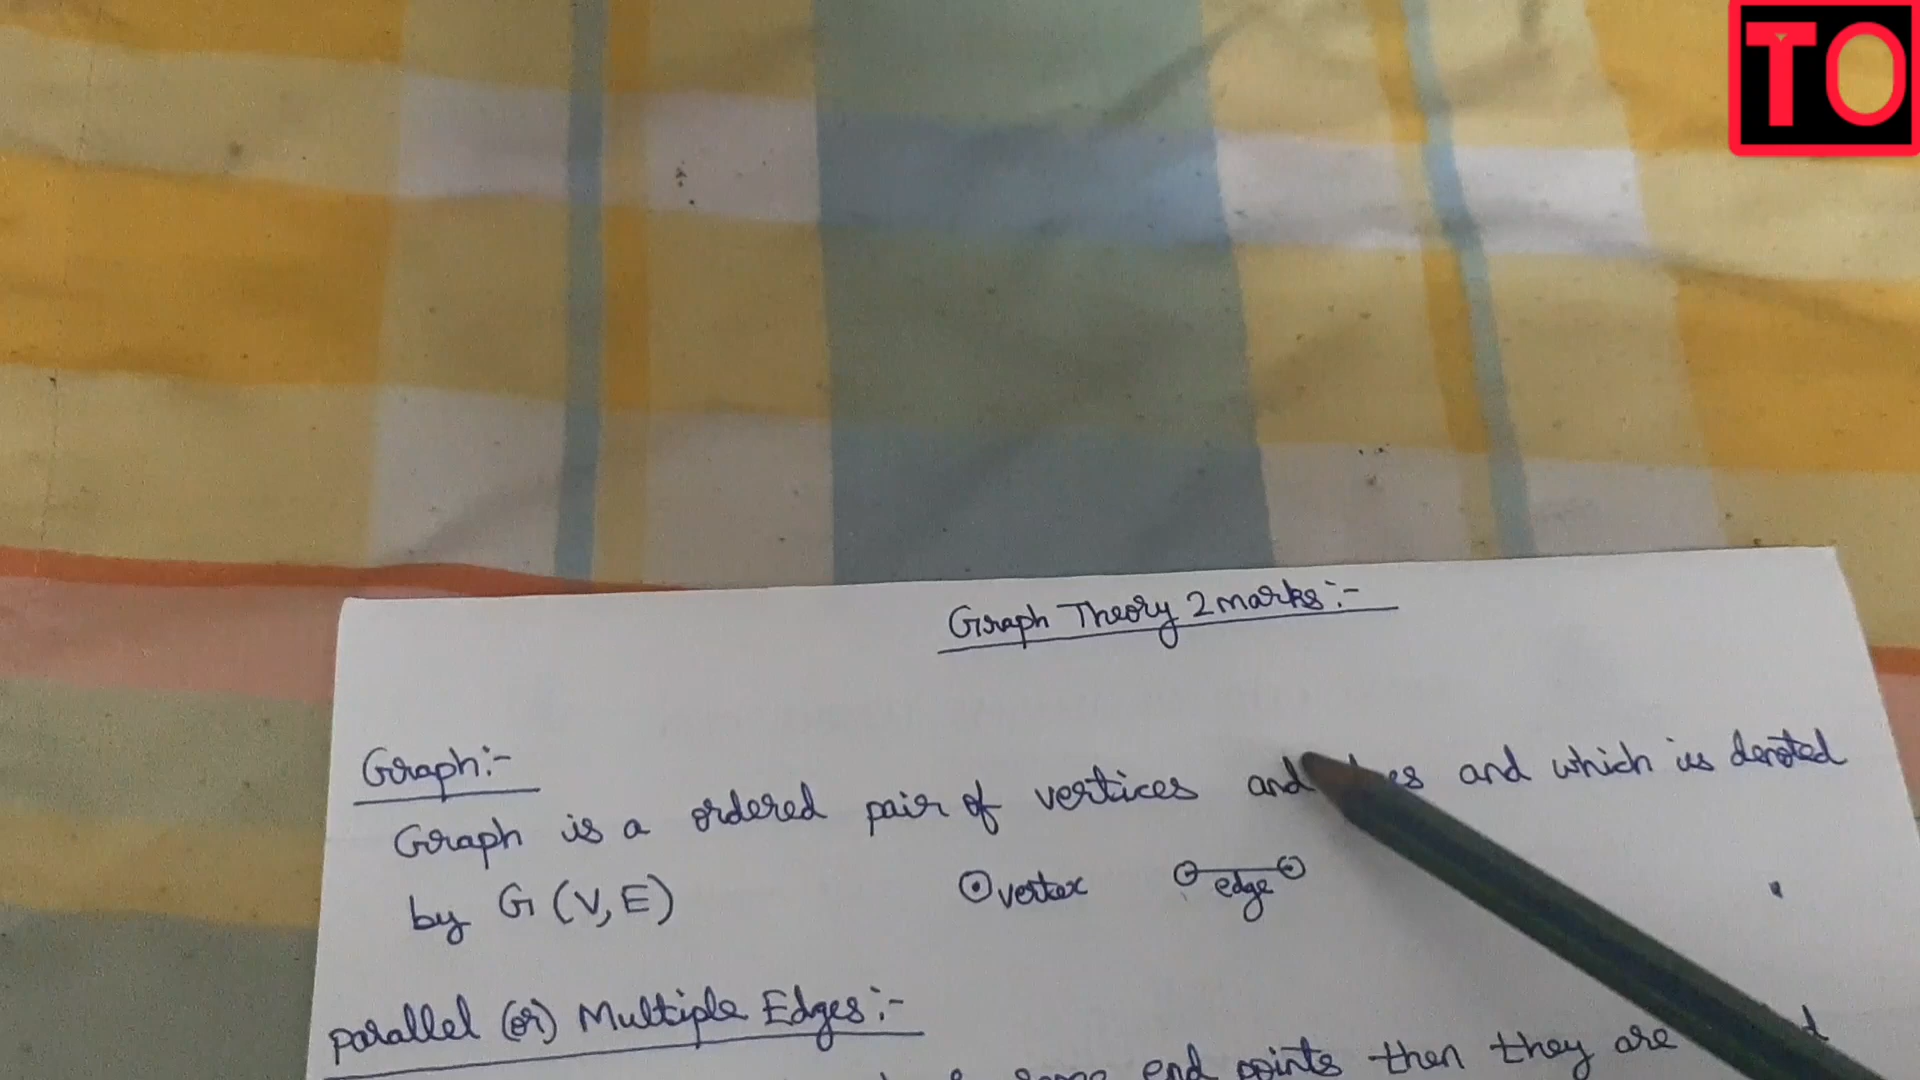 TO
Graph Theory 2 marks:-
Graph:-
Graph is a ordered pair of vertices and and which is denoted
by G (V, E)
vertex
edge
parallel (or) Multiple Edges:-
end points then they are